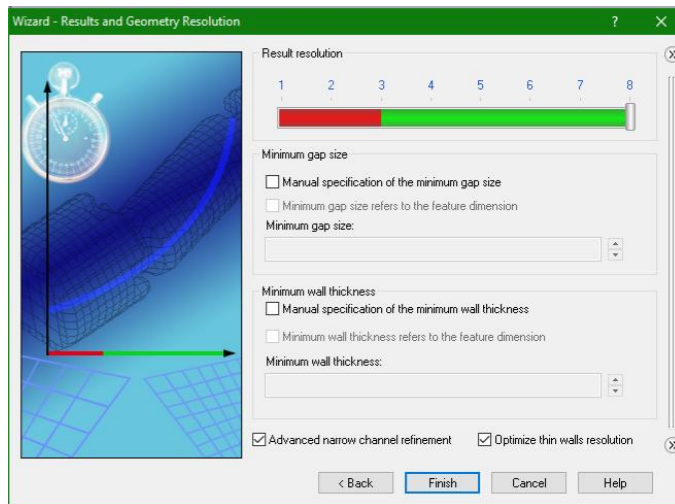 Wizard - Results and Geometry Resolution
Result resolution
1 2 3 4 5 6 7 8
Minimum gap size
Manual specification of the minimum gap size
Minimum gap size refers to the feature dimension
Minimum gap size:
Minimum wall thickness
Manual specification of the minimum wall thickness
Minimum wall thickness refers to the feature dimension
Minimum wall thickness:
Advanced narrow channel refinement Optimize thin walls resolution
< Back Finish Cancel Help